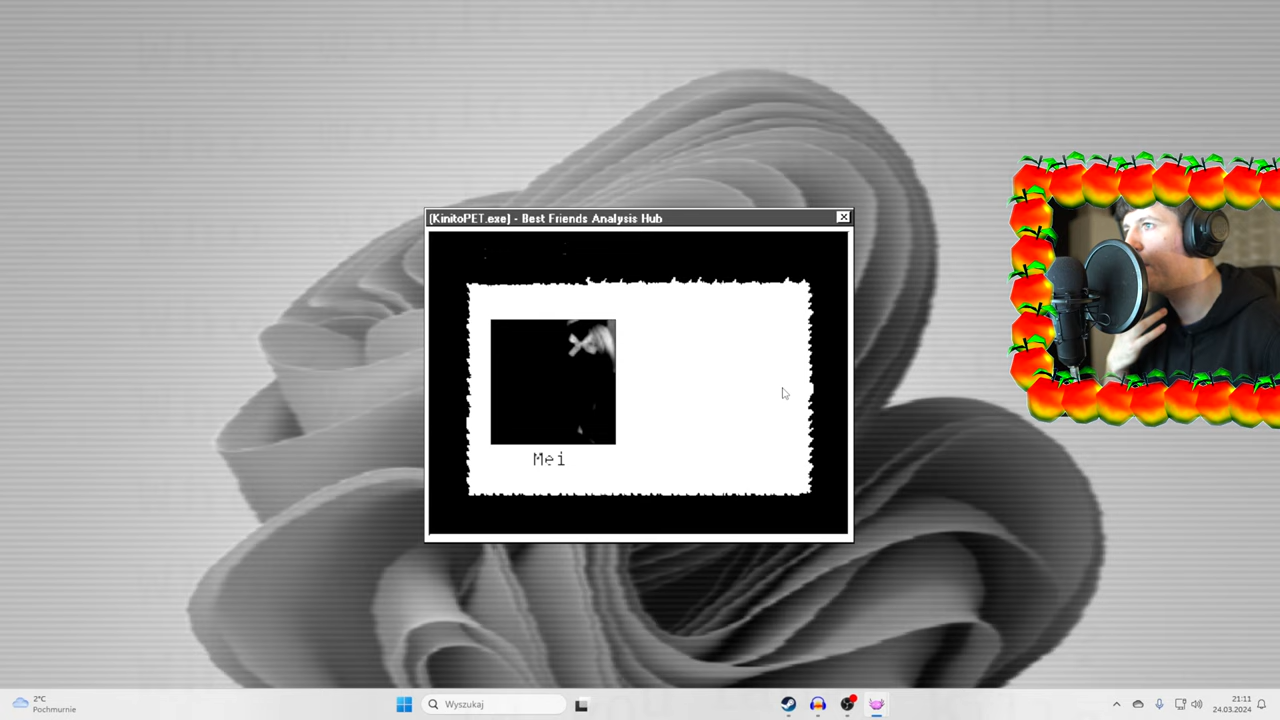 [KinitoPET.exe] - Best Friends Analysis Hub
Mei
2°C
Pochmurnie
Wyszukaj
21:11
24.03.2024